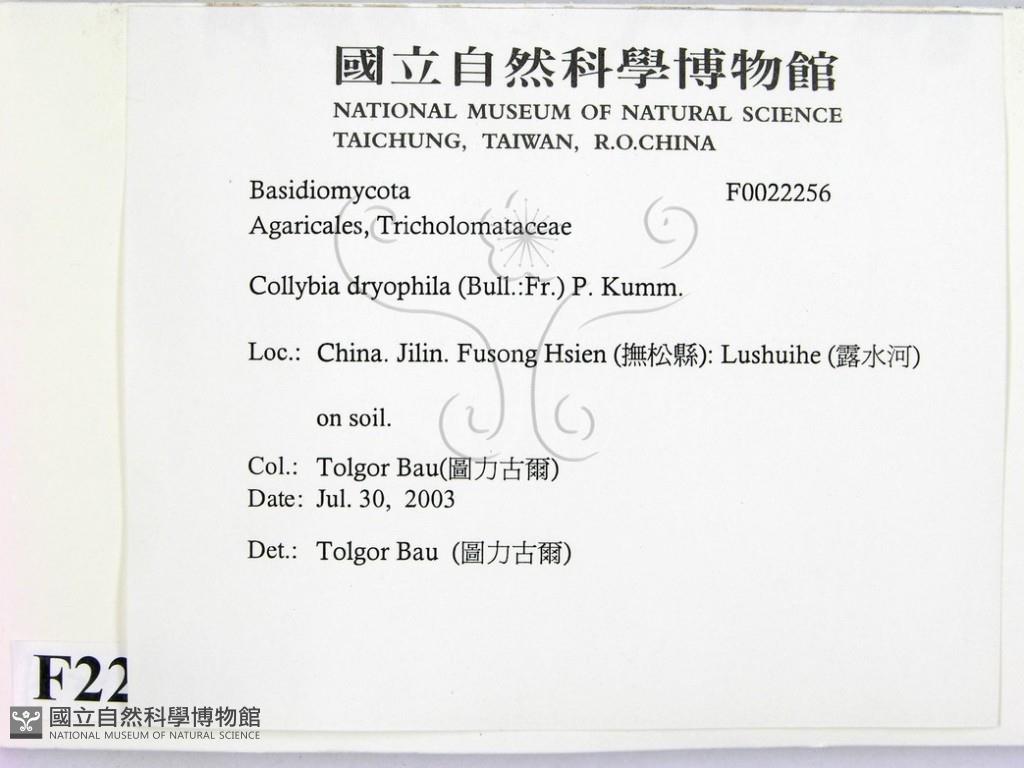 國立自然科學博物館
NATIONAL MUSEUM OF NATURAL SCIENCE
TAICHUNG, TAIWAN, R.O.CHINA
Basidiomycota F0022256
Agaricales, Tricholomataceae
Collybia dryophila (Bull.:Fr.) P. Kumm.
Loc.: China. Jilin. Fusong Hsien (撫松縣): Lushuihe (露水河)
on soil.
Col.: Tolgor Bau(圖力古爾)
Date: Jul. 30, 2003
Det.: Tolgor Bau (圖力古爾)
F22
國立自然科學博物館
NATIONAL MUSEUM OF NATURAL SCIENCE